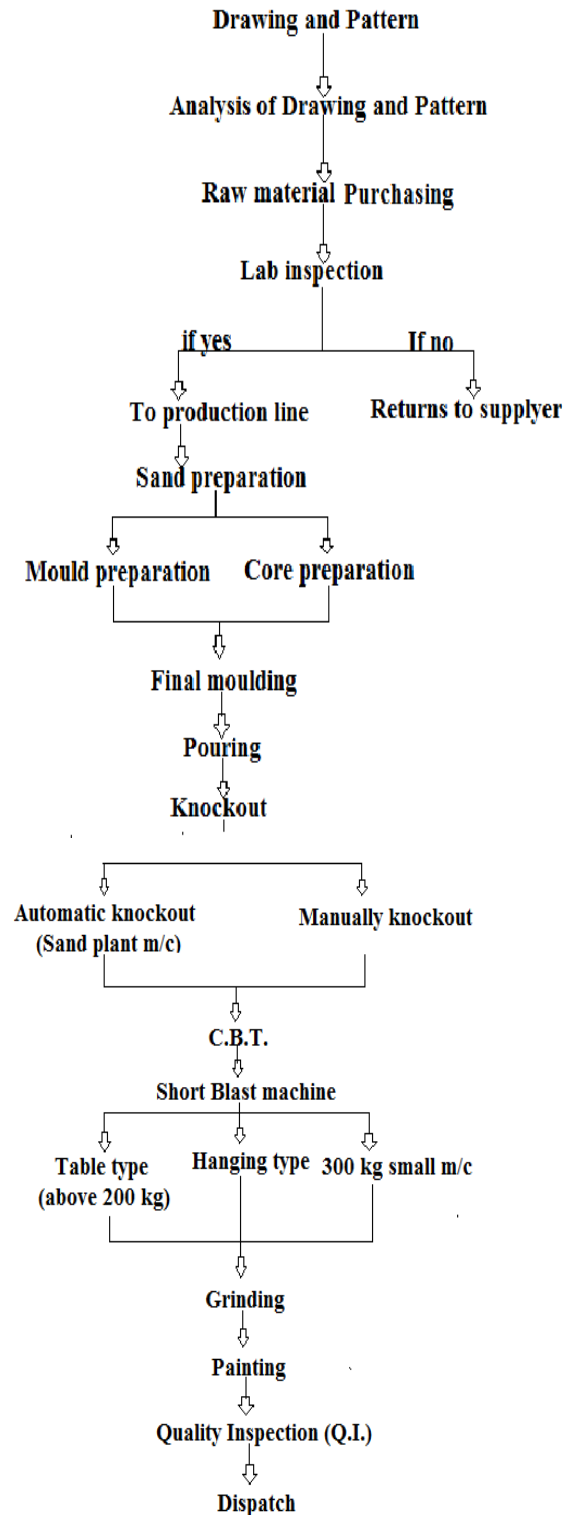 Drawing and Pattern
Analysis of Drawing and Pattern
Raw material Purchasing
Lab inspection
if yes
If no
To production line
Returns to supplyer
Sand preparation
Mould preparation
Core preparation
Final moulding
Pouring
Knockout
Automatic knockout
(Sand plant m/c)
Manually knockout
C.B.T.
Short Blast machine
Table type
(above 200 kg)
Hanging type
300 kg small m/c
Grinding
Painting
Quality Inspection (Q.I.)
Dispatch